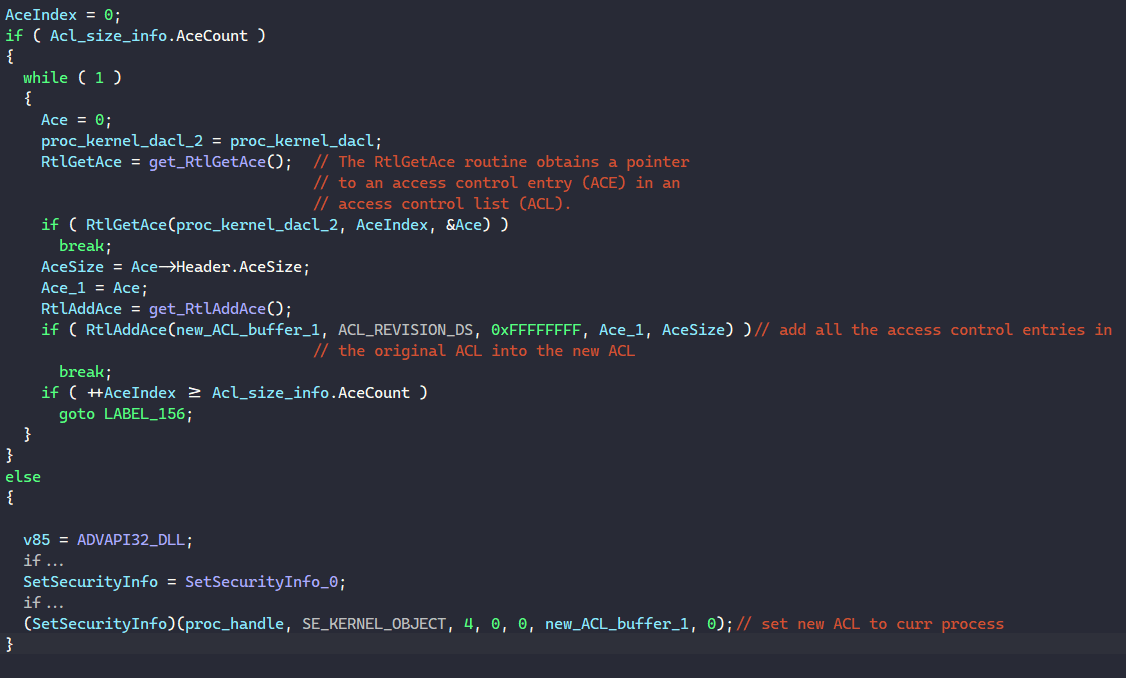 AceIndex = 0;
if ( Acl_size_info.AceCount )
{
while ( 1 )
{
Ace = 0;
proc_kernel_dacl_2 = proc_kernel_dacl;
RtlGetAce = get_RtlGetAce(); // The RtlGetAce routine obtains a pointer
// to an access control entry (ACE) in an
// access control list (ACL).
if ( RtlGetAce(proc_kernel_dacl_2, AceIndex, &Ace) )
break;
AceSize = Ace->Header.AceSize;
Ace_1 = Ace;
RtlAddAce = get_RtlAddAce();
if ( RtlAddAce(new_ACL_buffer_1, ACL_REVISION_DS, 0xFFFFFFFF, Ace_1, AceSize) )// add all the access control entries in
// the original ACL into the new ACL
break;
if ( ++AceIndex >= Acl_size_info.AceCount )
goto LABEL_156;
}
}
else
{
v85 = ADVAPI32_DLL;
if ...
SetSecurityInfo = SetSecurityInfo_0;
if ...
(SetSecurityInfo)(proc_handle, SE_KERNEL_OBJECT, 4, 0, 0, new_ACL_buffer_1, 0);// set new ACL to curr process
}